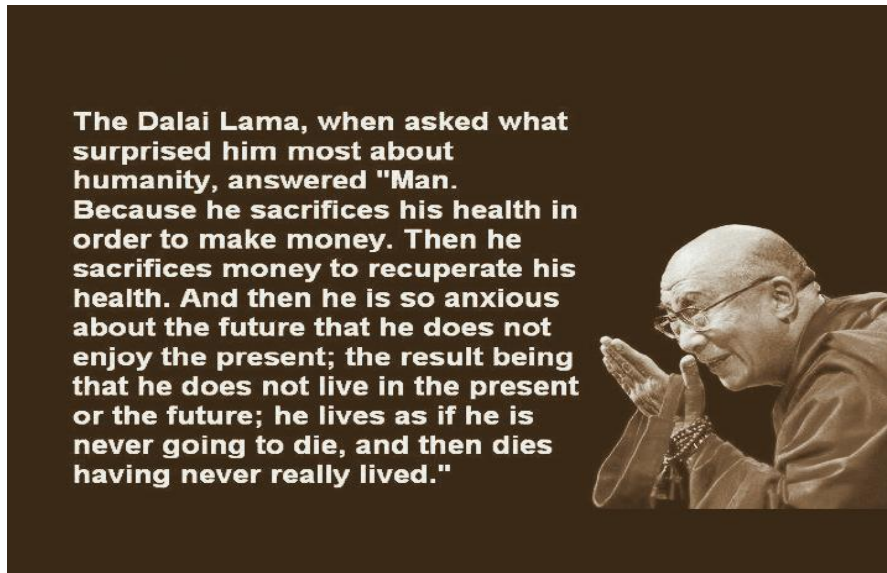 The Dalai Lama, when asked what
surprised him most about
humanity, answered "Man.
Because he sacrifices his health in
order to make money. Then he
sacrifices money to recuperate his
health. And then he is so anxious
about the future that he does not
enjoy the present; the result being
that he does not live in the present
or the future; he lives as if he is
never going to die, and then dies
having never really lived."